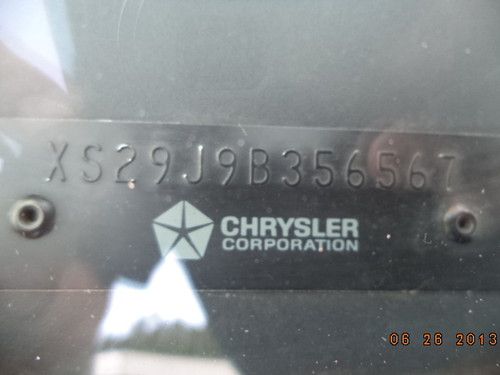 XS29J9B356567
CHRYSLER
CORPORATION
06 26 2013